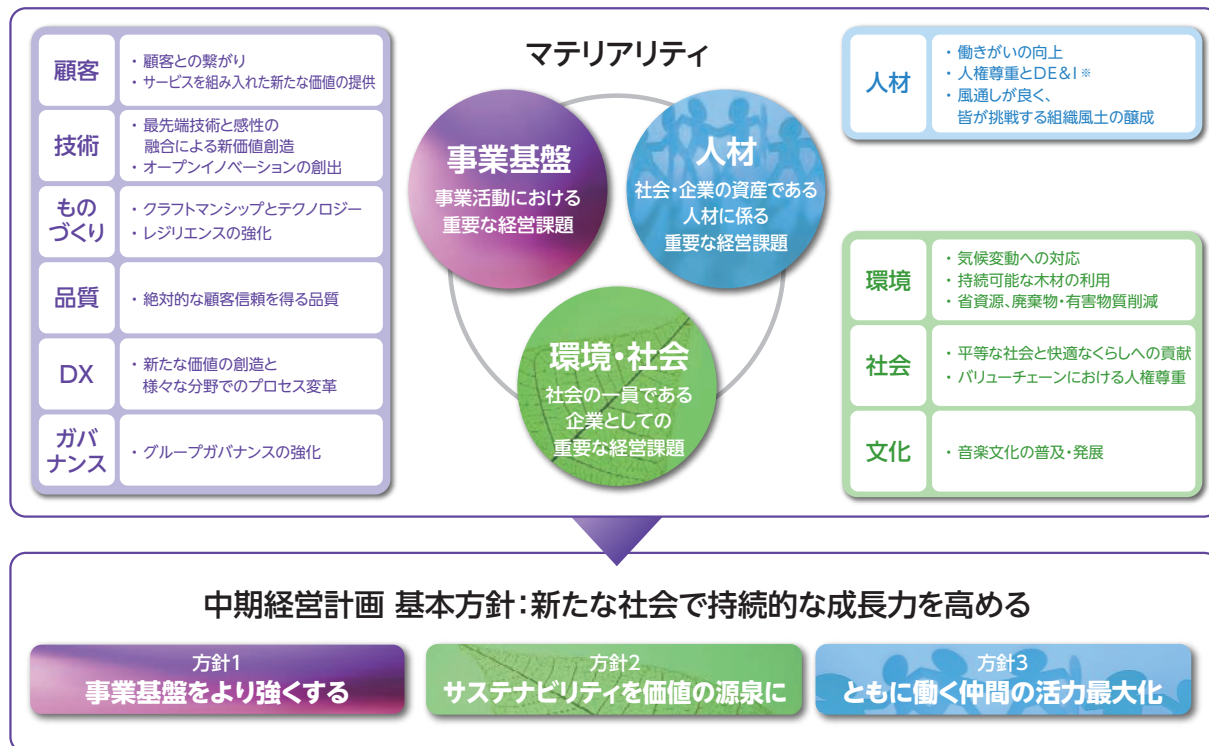 マテリアリティ
顧客
・顧客との繋がり
・サービスを組み入れた新たな価値の提供
技術
・最先端技術と感性の
融合による新価値創造
・オープンイノベーションの創出
もの
づくり
・クラフトマンシップとテクノロジー
・レジリエンスの強化
品質
・絶対的な顧客信頼を得る品質
DX
・新たな価値の創造と
様々な分野でのプロセス変革
ガバ
ナンス
・グループガバナンスの強化
事業基盤
事業活動における
重要な経営課題
人材
社会・企業の資産である
人材に係る
重要な経営課題
環境・社会
社会の一員である
企業としての
重要な経営課題
人材
・働きがいの向上
・人権尊重とDE&I※
・風通しが良く、
皆が挑戦する組織風土の醸成
環境
・気候変動への対応
・持続可能な木材の利用
・省資源、廃棄物・有害物質削減
社会
・平等な社会と快適なくらしへの貢献
・バリューチェーンにおける人権尊重
文化
・音楽文化の普及・発展
中期経営計画 基本方針：新たな社会で持続的な成長力を高める
方針1
事業基盤をより強くする
方針2
サステナビリティを価値の源泉に
方針3
ともに働く仲間の活力最大化